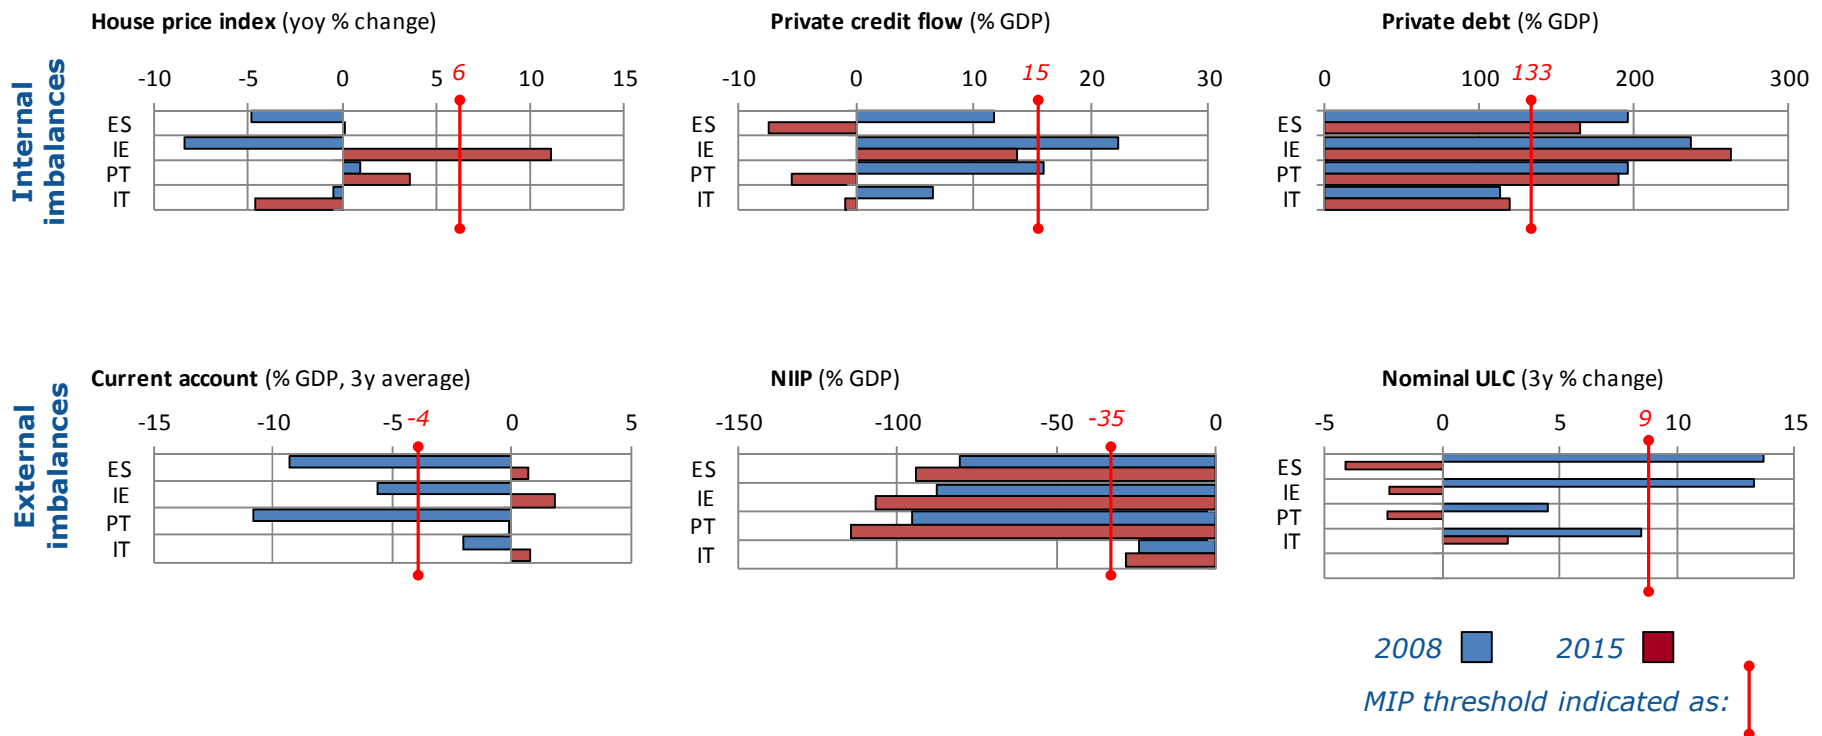 House price index (yoy % change)
-10 -5 0 5 6 10 15
ES
IE
PT
IT
Private credit flow (% GDP)
-10 0 10 15 20 30
ES
IE
PT
IT
Private debt (% GDP)
0 100 133 200 300
ES
IE
PT
IT
Internal
imbalances
Current account (% GDP, 3y average)
-15 -10 -5 -4 0 5
ES
IE
PT
IT
NIIP (% GDP)
-150 -100 -50 -35 0
ES
IE
PT
IT
Nominal ULC (3y % change)
-5 0 5 9 10 15
ES
IE
PT
IT
External
imbalances
2008 2015
MIP threshold indicated as: